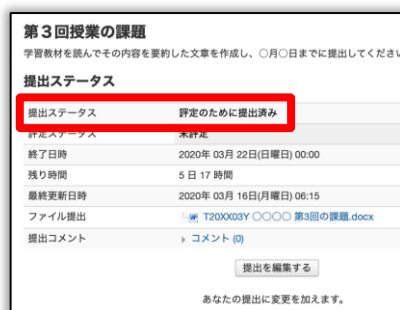 第３回授業の課題
学習教材を読んでその内容を要約した文章を作成し、〇月〇日までに提出してください
提出ステータス
提出ステータス 評定のために提出済み
評定ステータス 未評定
終了日時 2020年 03月 22日(日曜日) 00:00
残り時間 5 日 17 時間
最終更新日時 2020年 03月 16日(月曜日) 06:15
ファイル提出 T20XX03Y 〇〇〇〇 第3回の課題.docx
提出コメント コメント (0)
提出を編集する
あなたの提出に変更を加えます。